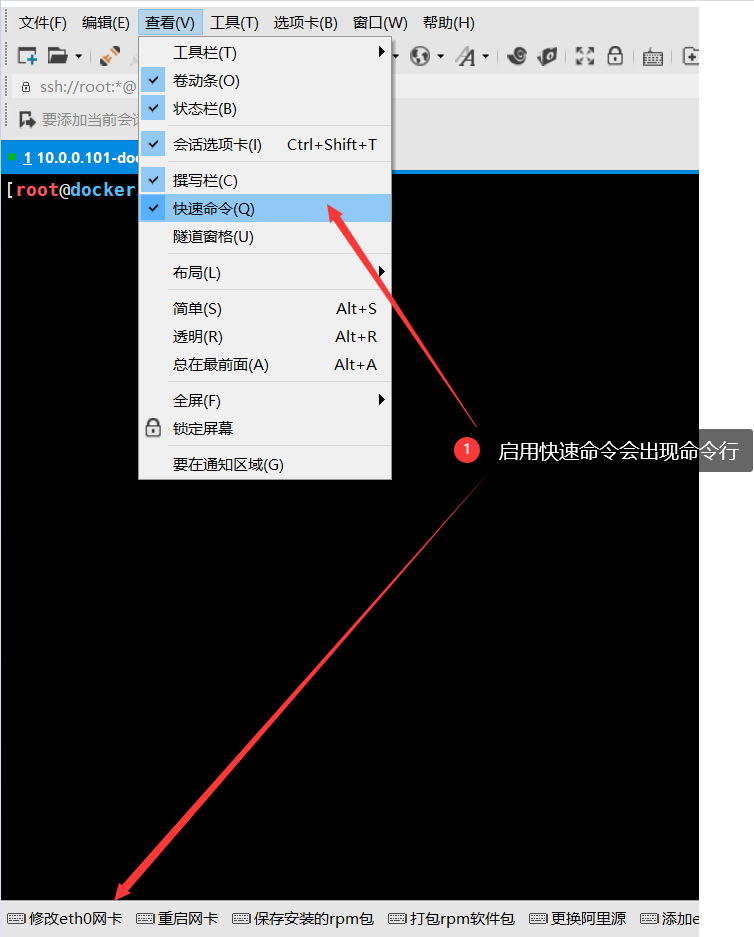 文件(F) 编辑(E) 查看(V) 工具(T) 选项卡(B) 窗口(W) 帮助(H)
ssh://root:*@
要添加当前会
1 10.0.0.101-do
[root@docker
工具栏(T)
卷动条(O)
状态栏(B)
会话选项卡(I) Ctrl+Shift+T
撰写栏(C)
快速命令(Q)
隧道窗格(U)
布局(L)
简单(S) Alt+S
透明(R) Alt+R
总在最前面(A) Alt+A
全屏(F)
锁定屏幕
要在通知区域(G)
1 启用快速命令会出现命令行
修改eth0网卡 重启网卡 保存安装的rpm包 打包rpm软件包 更换阿里源 添加e